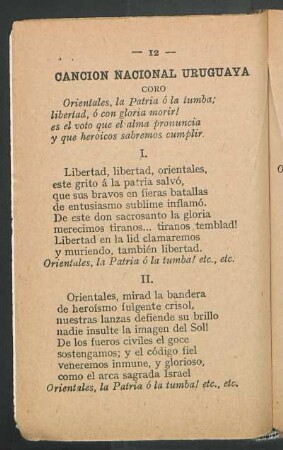 — 12 —
CANCION NACIONAL URUGUAYA
CORO
Orientales, la Patria ó la tumba;
libertad, ó con gloria morir!
es el voto que el alma pronuncia
y que heróicos sabremos cumplir.
I.
Libertad, libertad, orientales,
este grito á la patria salvó,
que sus bravos en fieras batallas
de entusiasmo sublime inflamó.
De este don sacrosanto la gloria
merecimos tiranos... tiranos temblad!
Libertad en la lid clamaremos
y muriendo, también libertad.
Orientales, la Patria ó la tumba! etc., etc.
II.
Orientales, mirad la bandera
de heroísmo fulgente crisol,
nuestras lanzas defiende su brillo
nadie insulte la imagen del Sol!
De los fueros civiles el goce
sostengamos; y el código fiel
veneremos inmune, y glorioso,
como el arca sagrada Israel
Orientales, la Patria ó la tumba! etc., etc.